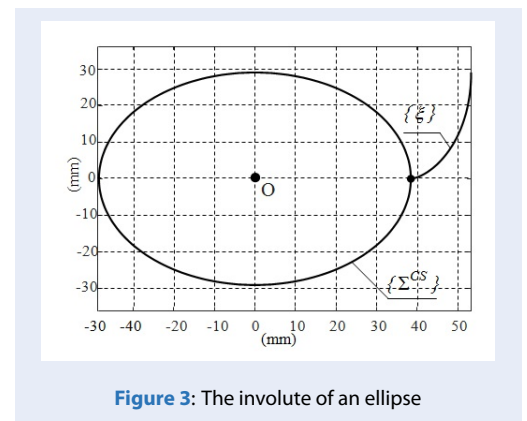 30
20
10
0
-10
-20
-30
(mm)
{ξ}
O
{Σ^CS}
-30 -40 -20 -10 0 10 20 30 40 50
(mm)
Figure 3: The involute of an ellipse